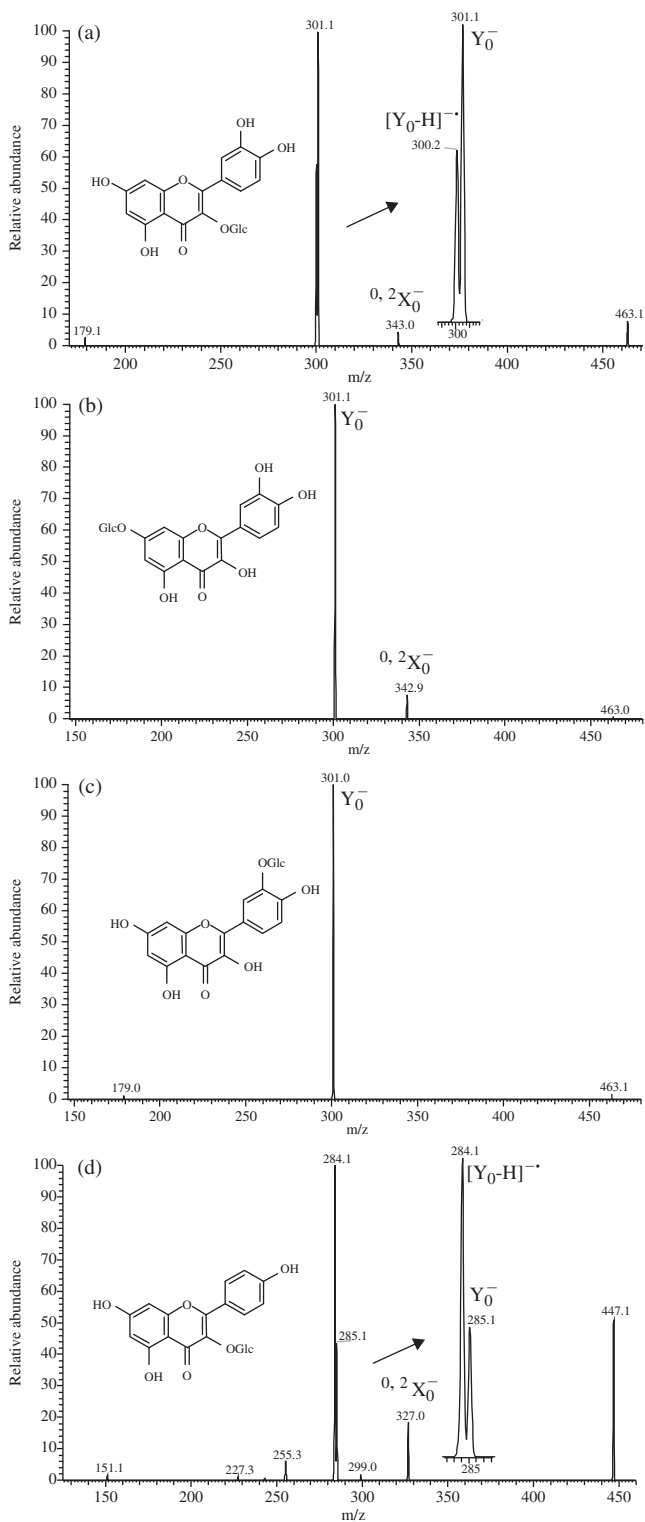 (a)
Relative abundance
100
90
80
70
60
50
40
30
20
10
0
301.1
301.1
Y₀⁻
[Y₀-H]⁻•
300.2
OH
OH
HO
O
OGlc
OH
O
0, 2X₀⁻
343.0
179.1
463.1
300
200 250 300 350 400 450
m/z
(b)
Relative abundance
100
90
80
70
60
50
40
30
20
10
0
301.1
Y₀⁻
OH
OH
GlcO
O
OH
OH
O
0, 2X₀⁻
342.9
463.0
150 200 250 300 350 400 450
m/z
(c)
Relative abundance
100
90
80
70
60
50
40
30
20
10
0
301.0
Y₀⁻
OGlc
OH
HO
O
OH
OH
O
179.0
463.1
150 200 250 300 350 400 450
m/z
(d)
Relative abundance
100
90
80
70
60
50
40
30
20
10
0
284.1
284.1
[Y₀-H]⁻•
OH
HO
O
OGlc
OH
O
Y₀⁻
285.1
285.1
447.1
0, 2 X₀⁻
327.0
151.1
227.3
255.3
299.0
285
150 200 250 300 350 400 450
m/z